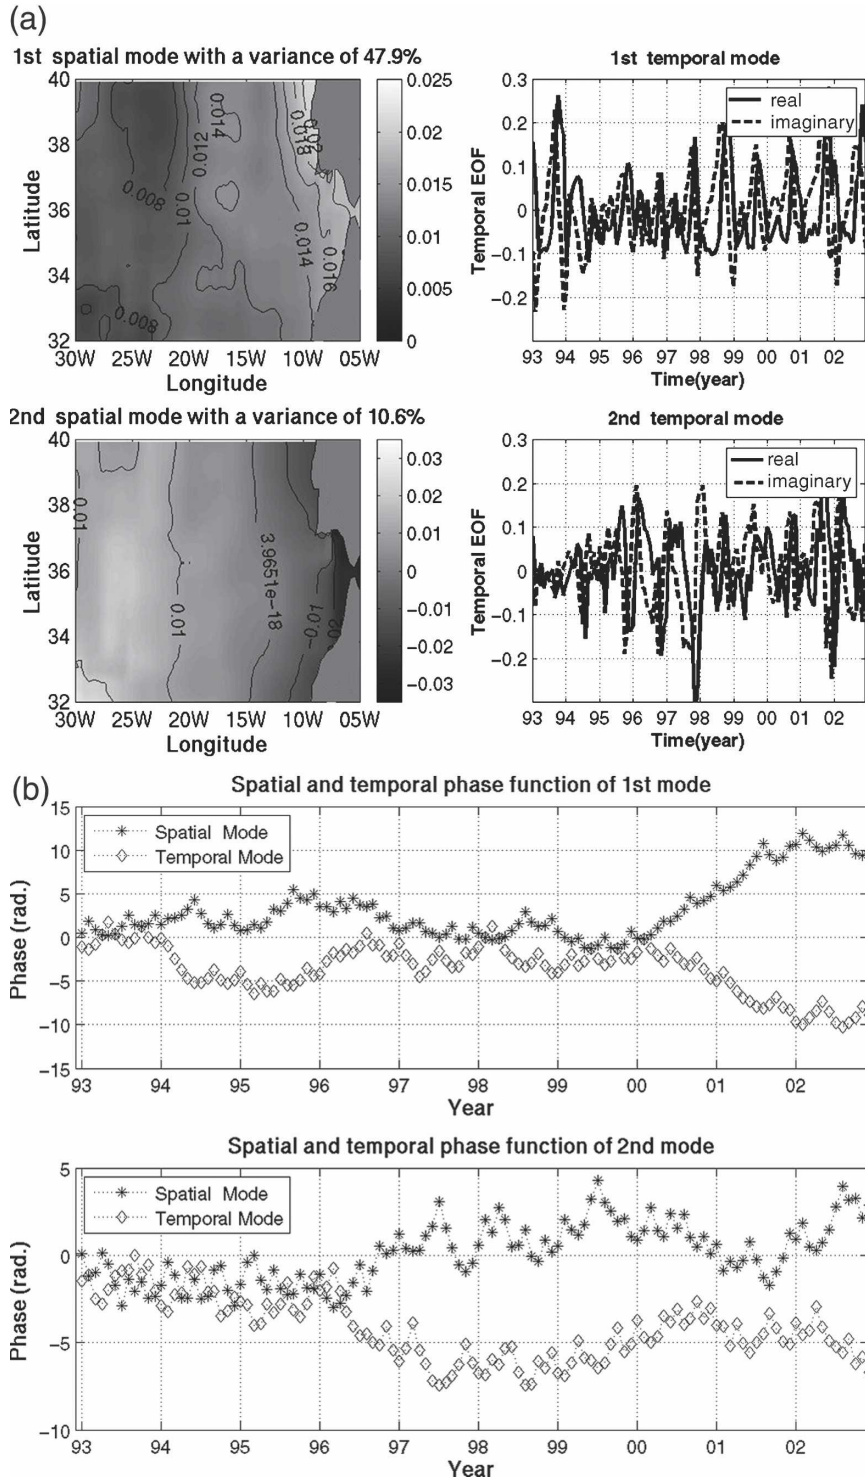 (a)
1st spatial mode with a variance of 47.9%
40
38
36
34
32
Latitude
30W 25W 20W 15W 10W 05W
Longitude
0.008
0.01
0.012
0.014
0.018
0.02
0.014
0.016
0.008
0.025
0.02
0.015
0.01
0.005
0
1st temporal mode
real
imaginary
0.3
0.2
0.1
0
−0.1
−0.2
Temporal EOF
93 94 95 96 97 98 99 00 01 02
Time(year)
2nd spatial mode with a variance of 10.6%
40
38
36
34
32
Latitude
30W 25W 20W 15W 10W 05W
Longitude
0.01
0.01
3.9651e-18
-0.01
0.03
0.02
0.01
0
−0.01
−0.02
−0.03
2nd temporal mode
real
imaginary
0.3
0.2
0.1
0
−0.1
−0.2
Temporal EOF
93 94 95 96 97 98 99 00 01 02
Time(year)
(b)
Spatial and temporal phase function of 1st mode
Spatial Mode
Temporal Mode
15
10
5
0
−5
−10
−15
Phase (rad.)
93 94 95 96 97 98 99 00 01 02
Year
Spatial and temporal phase function of 2nd mode
Spatial Mode
Temporal Mode
5
0
−5
−10
Phase (rad.)
93 94 95 96 97 98 99 00 01 02
Year